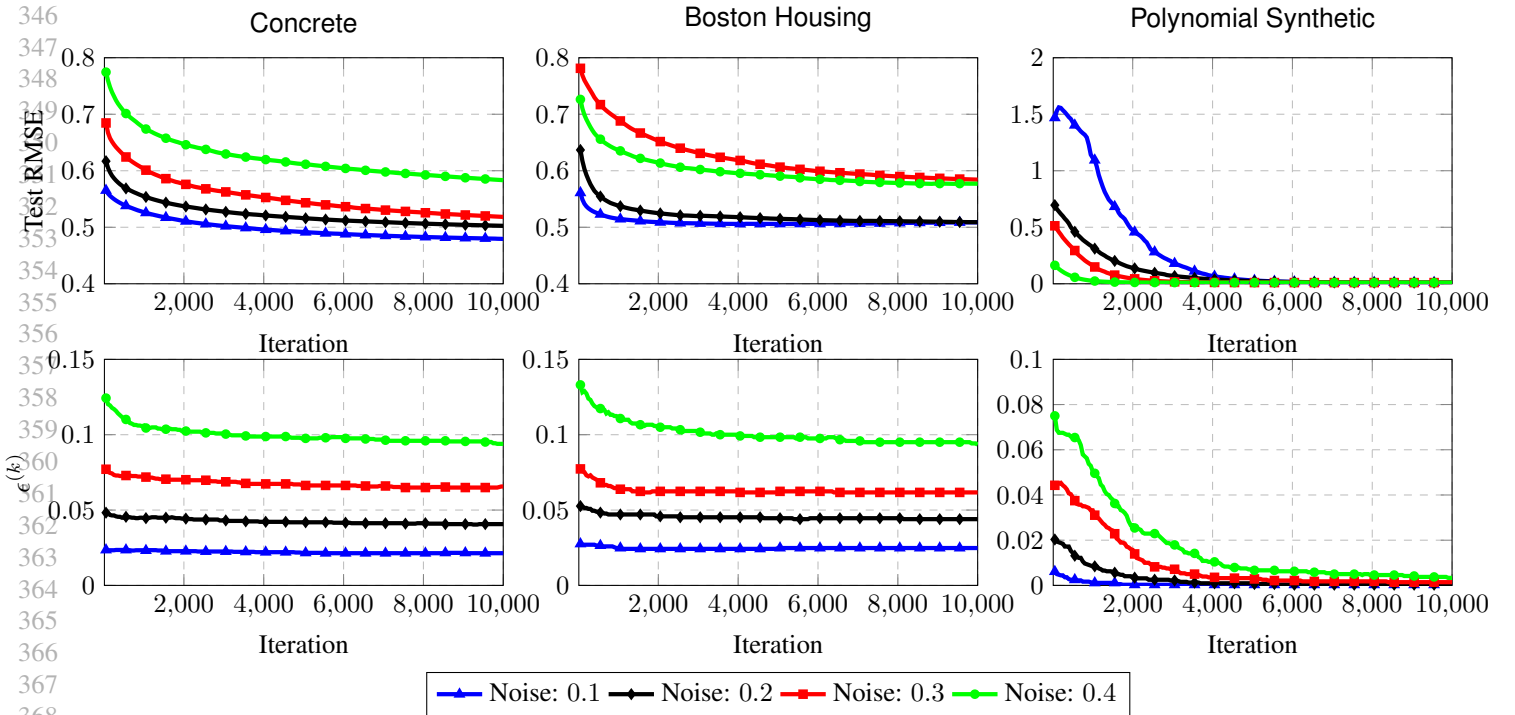 346
347
348
349
350
351
352
353
354
355
356
357
358
359
360
361
362
363
364
365
366
367
368
Concrete
Boston Housing
Polynomial Synthetic
Test RMSE
0.8
0.7
0.6
0.5
0.4
2,000 4,000 6,000 8,000 10,000
Iteration
0.8
0.7
0.6
0.5
0.4
2,000 4,000 6,000 8,000 10,000
Iteration
2
1.5
1
0.5
0
2,000 4,000 6,000 8,000 10,000
Iteration
ϵ^(k)
0.15
0.1
0.05
0
2,000 4,000 6,000 8,000 10,000
Iteration
0.15
0.1
0.05
0
2,000 4,000 6,000 8,000 10,000
Iteration
0.1
0.08
0.06
0.04
0.02
0
2,000 4,000 6,000 8,000 10,000
Iteration
Noise: 0.1 Noise: 0.2 Noise: 0.3 Noise: 0.4